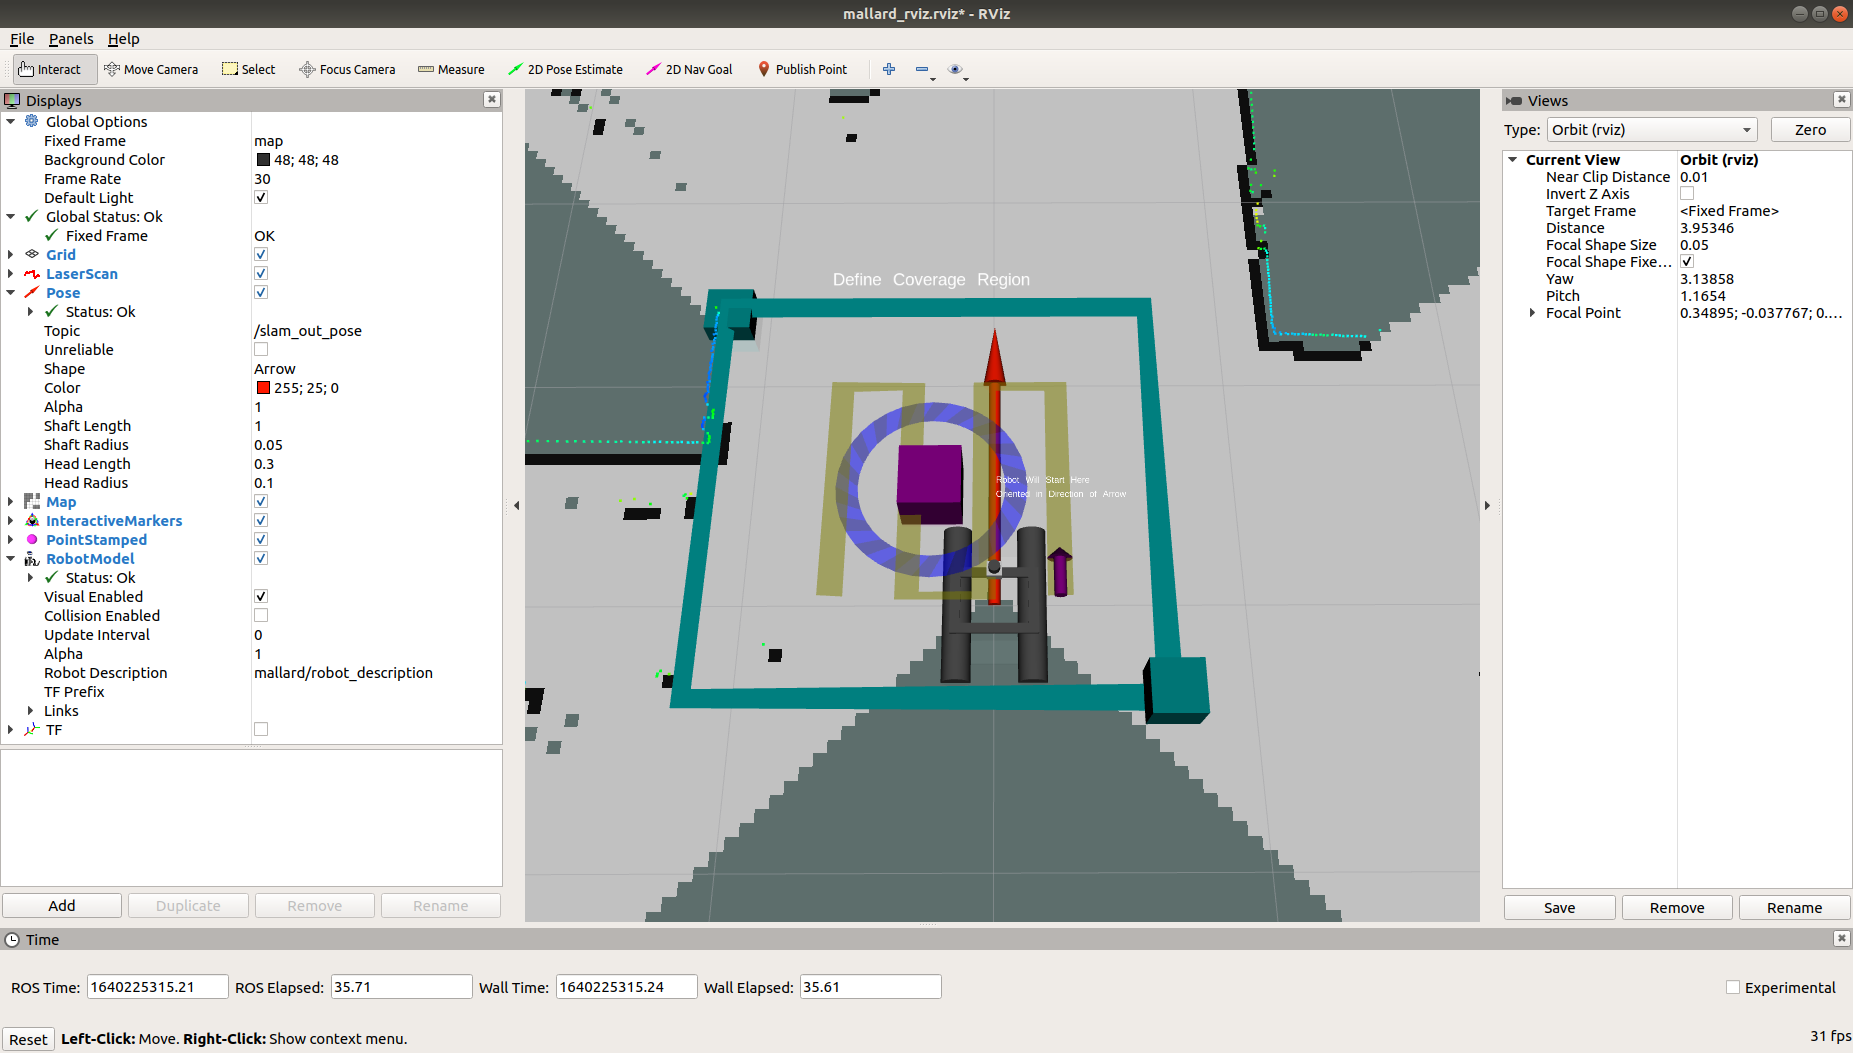 mallard_rviz.rviz* - RViz
File Panels Help
Interact Move Camera Select Focus Camera Measure 2D Pose Estimate 2D Nav Goal Publish Point
Displays
Global Options
Fixed Frame map
Background Color 48; 48; 48
Frame Rate 30
Default Light
Global Status: Ok
Fixed Frame OK
Grid
LaserScan
Pose
Status: Ok
Topic /slam_out_pose
Unreliable
Shape Arrow
Color 255; 25; 0
Alpha 1
Shaft Length 1
Shaft Radius 0.05
Head Length 0.3
Head Radius 0.1
Map
InteractiveMarkers
PointStamped
RobotModel
Status: Ok
Visual Enabled
Collision Enabled
Update Interval 0
Alpha 1
Robot Description mallard/robot_description
TF Prefix
Links
TF
Add Duplicate Remove Rename
Define Coverage Region
Robot Will Start Here
Oriented in Direction of Arrow
Views
Type: Orbit (rviz) Zero
Current View Orbit (rviz)
Near Clip Distance 0.01
Invert Z Axis
Target Frame <Fixed Frame>
Distance 3.95346
Focal Shape Size 0.05
Focal Shape Fixe...
Yaw 3.13858
Pitch 1.1654
Focal Point 0.34895; -0.037767; 0....
Save Remove Rename
Time
ROS Time: 1640225315.21 ROS Elapsed: 35.71 Wall Time: 1640225315.24 Wall Elapsed: 35.61 Experimental
Reset Left-Click: Move. Right-Click: Show context menu. 31 fps